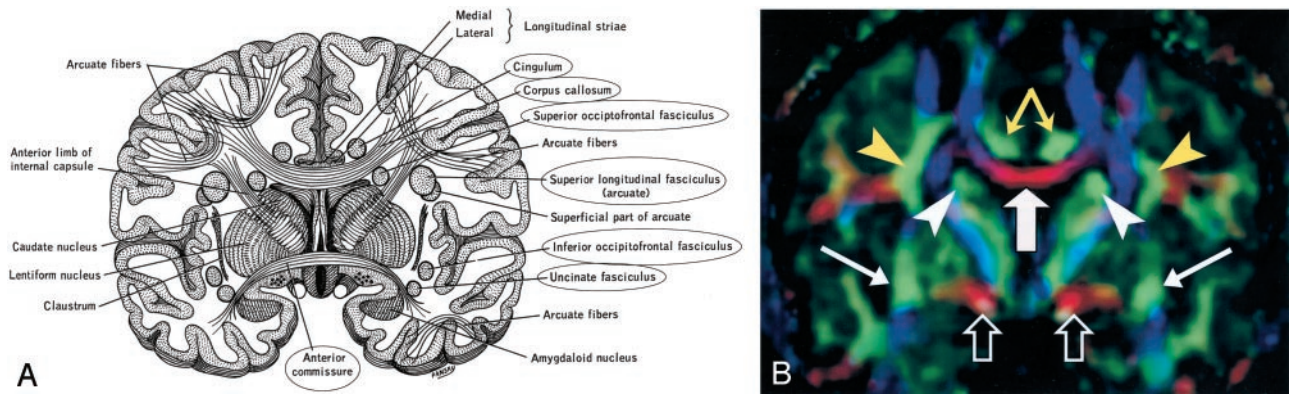 Medial
Lateral
Longitudinal striae
Arcuate fibers
Cingulum
Corpus callosum
Superior occiptofrontal fasciculus
Arcuate fibers
Anterior limb of
internal capsule
Superior longitudinal fasciculus
(arcuate)
Superficial part of arcuate
Caudate nucleus
Inferior occipitofrontal fasciculus
Lentiform nucleus
Uncinate fasciculus
Claustrum
Arcuate fibers
Amygdaloid nucleus
Anterior
commissure
A
B